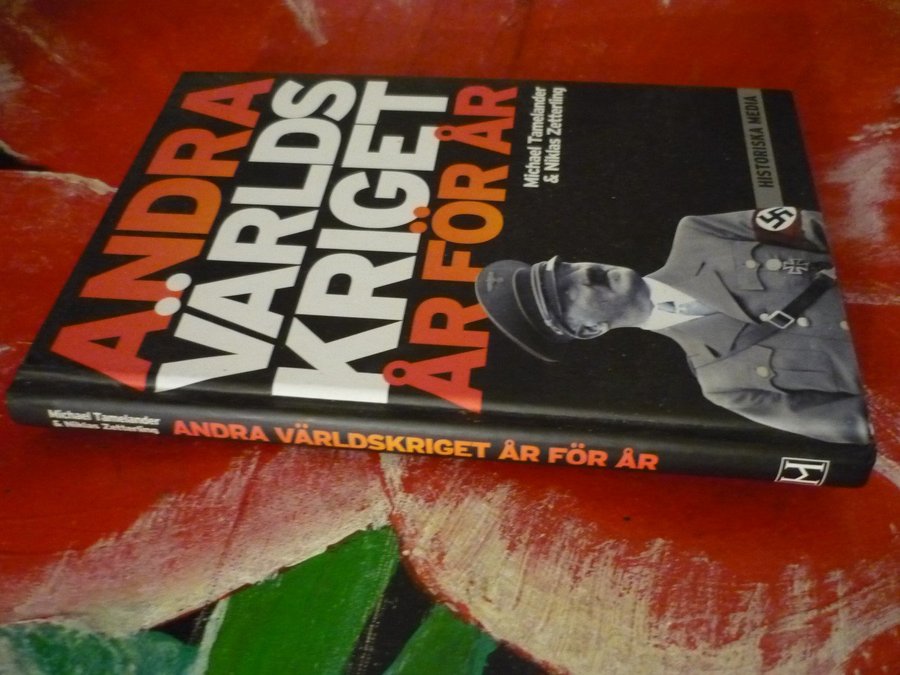 ANDRA
VÄRLDS
KRIGET
ÅR FÖR ÅR
Michael Tamelander
& Niklas Zetterling
HISTORISKA MEDIA
Michael Tamelander
& Niklas Zetterling
ANDRA VÄRLDSKRIGET ÅR FÖR ÅR
H